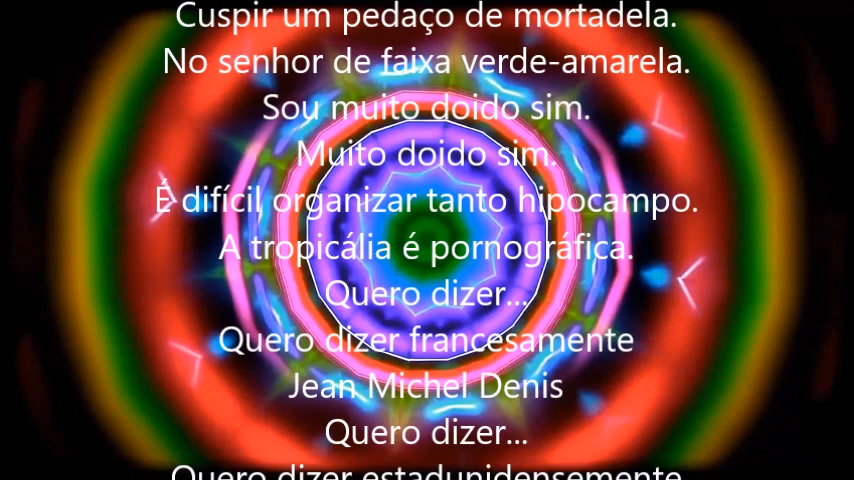 Cuspir um pedaço de mortadela.
No senhor de faixa verde-amarela.
Sou muito doido sim.
Muito doido sim.
É difícil organizar tanto hipocampo.
A tropicália é pornográfica.
Quero dizer...
Quero dizer francesamente
Jean Michel Denis
Quero dizer...
Quero dizer estadunidensemente